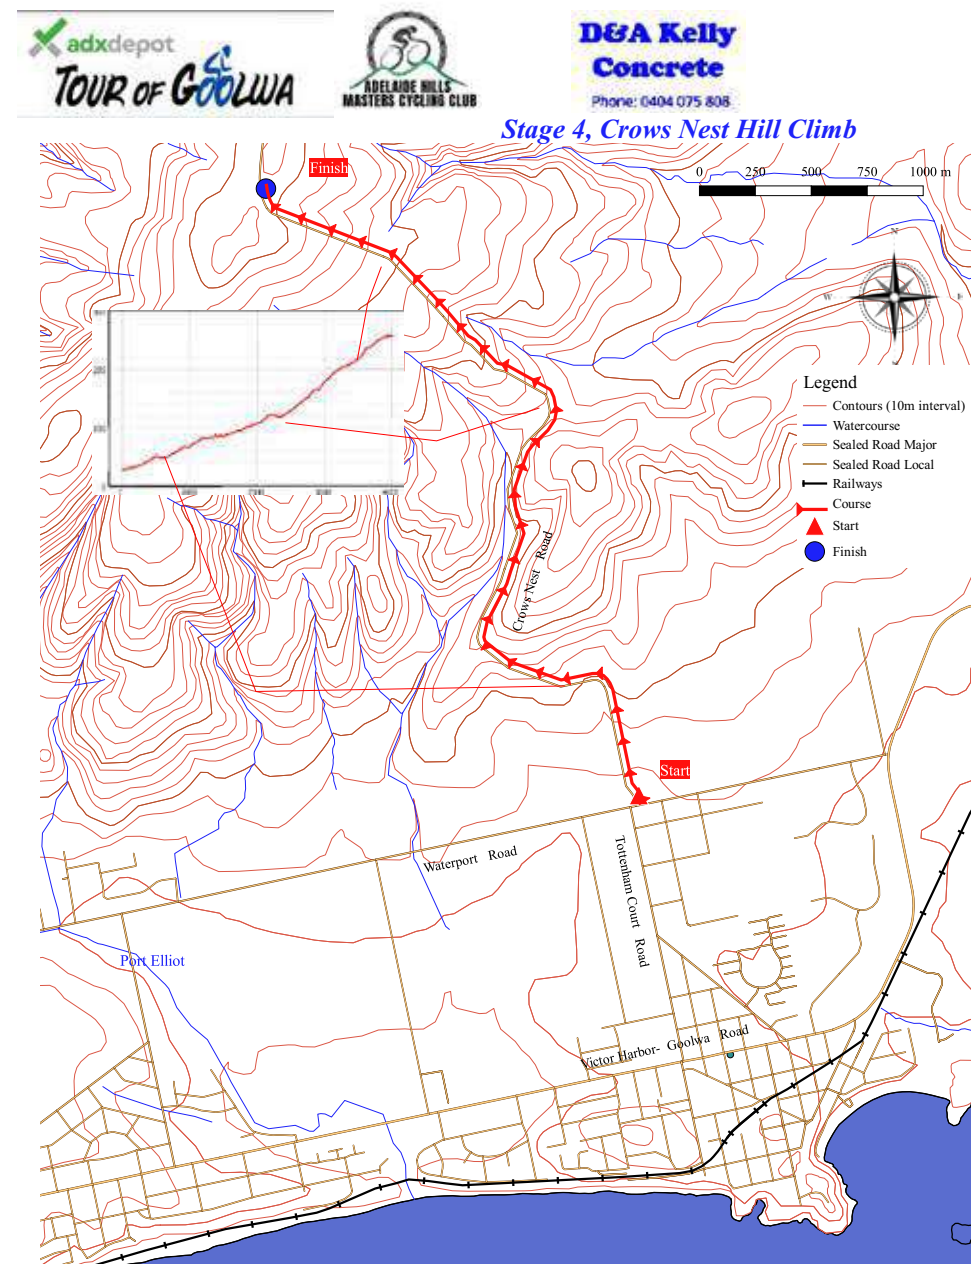 adxdepot
TOUR OF GOOLWA
ADELAIDE HILLS
MASTERS CYCLING CLUB
D&A Kelly
Concrete
Phone: 0404 075 808
Stage 4, Crows Nest Hill Climb
Finish
0 250 500 750 1000 m
N
W E
Legend
Contours (10m interval)
Watercourse
Sealed Road Major
Sealed Road Local
Railways
Course
Start
Finish
Crows Nest Road
Start
Waterport Road
Tottenham Court Road
Port Elliot
Victor Harbor- Goolwa Road